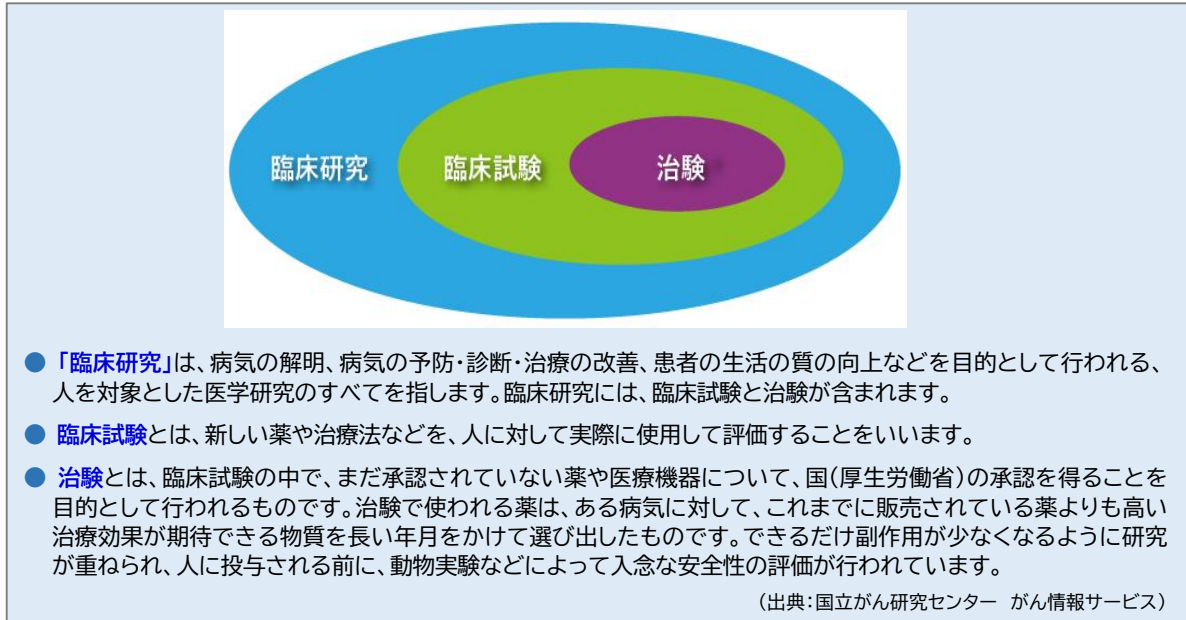 臨床研究 臨床試験 治験
● 「臨床研究」は、病気の解明、病気の予防・診断・治療の改善、患者の生活の質の向上などを目的として行われる、
人を対象とした医学研究のすべてを指します。臨床研究には、臨床試験と治験が含まれます。
● 臨床試験とは、新しい薬や治療法などを、人に対して実際に使用して評価することをいいます。
● 治験とは、臨床試験の中で、まだ承認されていない薬や医療機器について、国(厚生労働省)の承認を得ることを
目的として行われるものです。治験で使われる薬は、ある病気に対して、これまでに販売されている薬よりも高い
治療効果が期待できる物質を長い年月をかけて選び出したものです。できるだけ副作用が少なくなるように研究
が重ねられ、人に投与される前に、動物実験などによって入念な安全性の評価が行われています。
(出典:国立がん研究センター がん情報サービス)